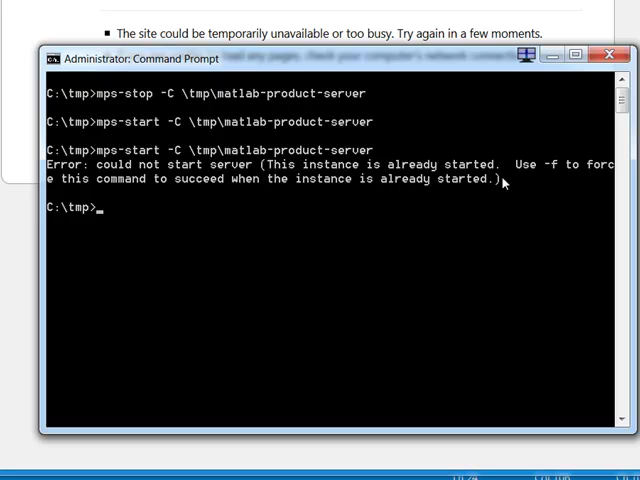 The site could be temporarily unavailable or too busy. Try again in a few moments.
Administrator: Command Prompt
C:\tmp>mps-stop -C \tmp\matlab-product-server
C:\tmp>mps-start -C \tmp\matlab-product-server
C:\tmp>mps-start -C \tmp\matlab-product-server
Error: could not start server (This instance is already started.  Use -f to forc
e this command to succeed when the instance is already started.)
C:\tmp>_